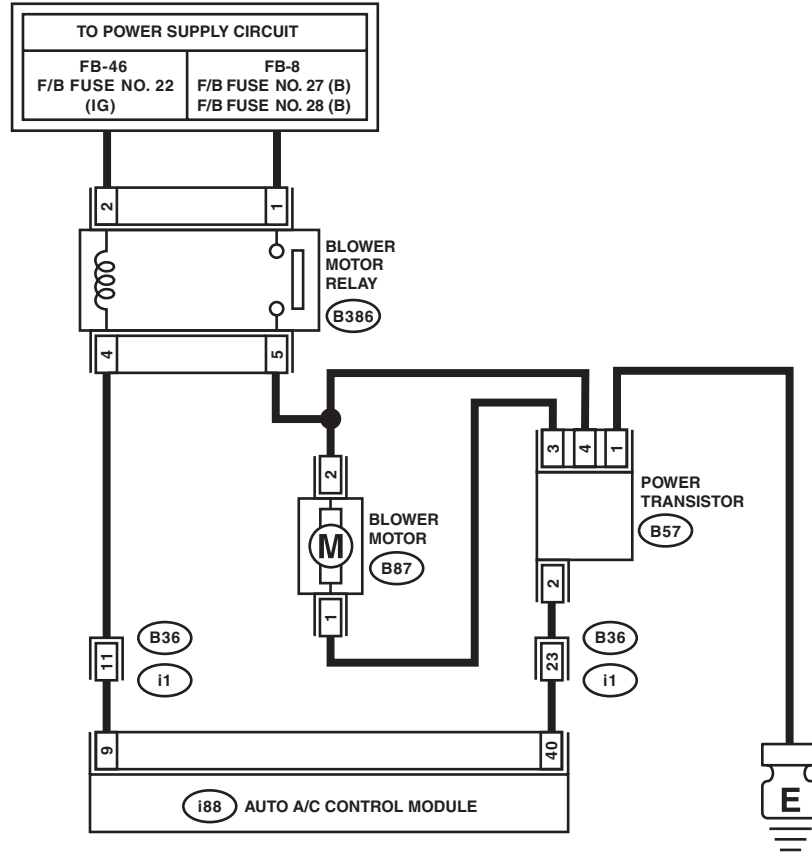 TO POWER SUPPLY CIRCUIT
FB-46
F/B FUSE NO. 22
(IG)
FB-8
F/B FUSE NO. 27 (B)
F/B FUSE NO. 28 (B)
2
1
BLOWER
MOTOR
RELAY
B386
4
5
3
4
1
2
POWER
TRANSISTOR
B57
BLOWER
MOTOR
B87
M
2
1
B36
11
i1
B36
23
i1
9
40
i88 AUTO A/C CONTROL MODULE
E